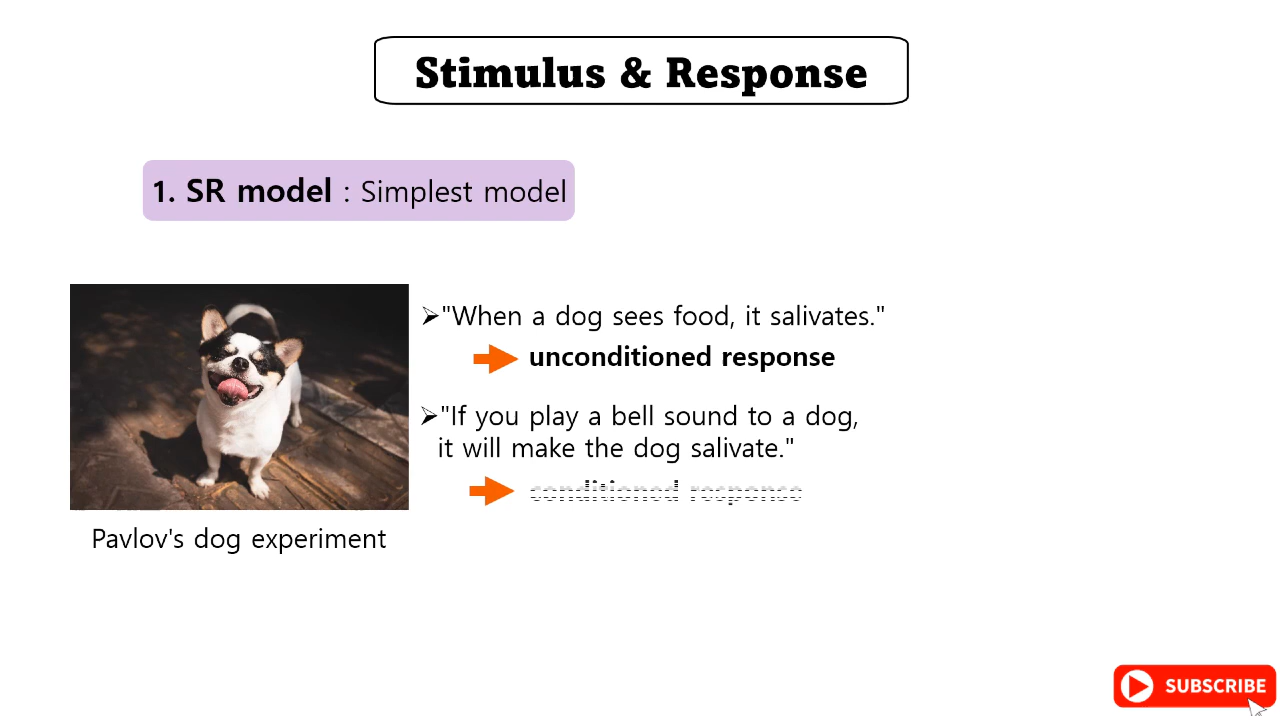 Stimulus & Response
1. SR model : Simplest model
➢"When a dog sees food, it salivates."
unconditioned response
➢"If you play a bell sound to a dog,
it will make the dog salivate."
conditioned response
Pavlov's dog experiment
SUBSCRIBE